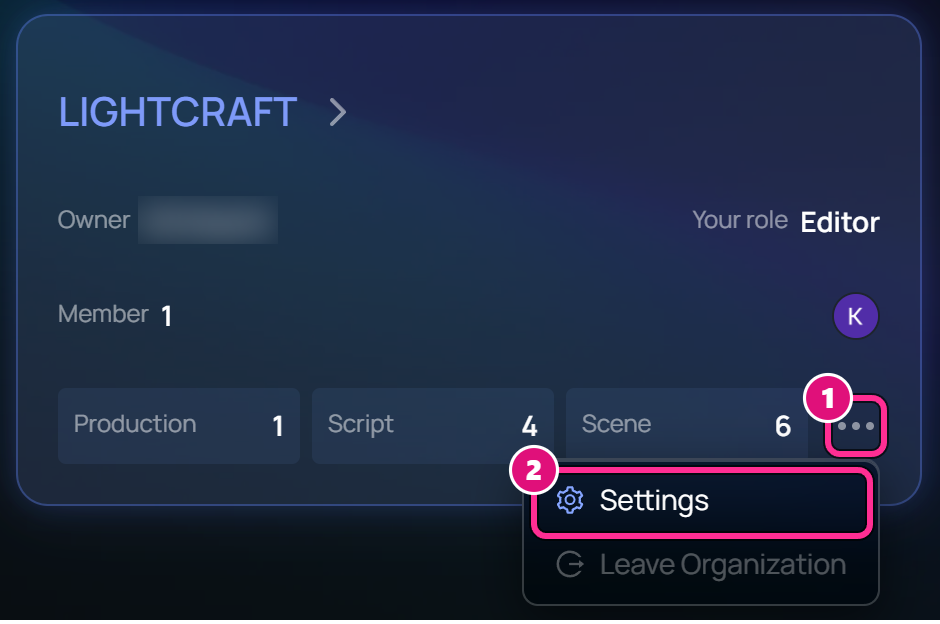 LIGHTCRAFT
Owner
Your role Editor
Member 1
K
Production 1
Script 4
Scene 6
1
2
Settings
Leave Organization